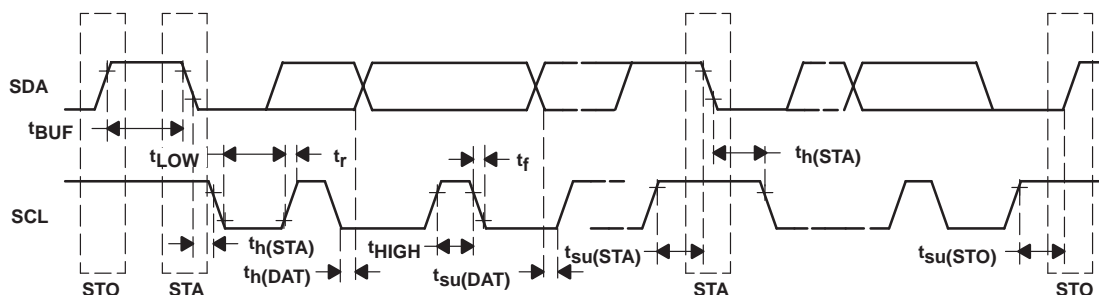 SDA
tBUF
tLOW
tr
tf
th(STA)
SCL
th(STA)
tHIGH
tsu(STA)
tsu(STO)
th(DAT)
tsu(DAT)
STO
STA
STA
STO